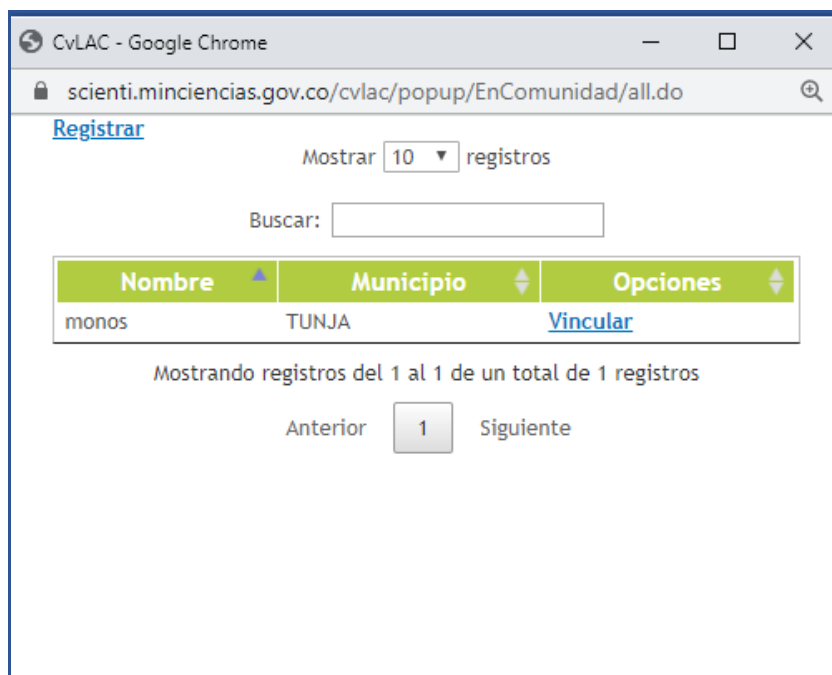 CvLAC - Google Chrome
scienti.minciencias.gov.co/cvlac/popup/EnComunidad/all.do
Registrar
Mostrar 10 registros
Buscar:
Nombre Municipio Opciones
monos TUNJA Vincular
Mostrando registros del 1 al 1 de un total de 1 registros
Anterior 1 Siguiente